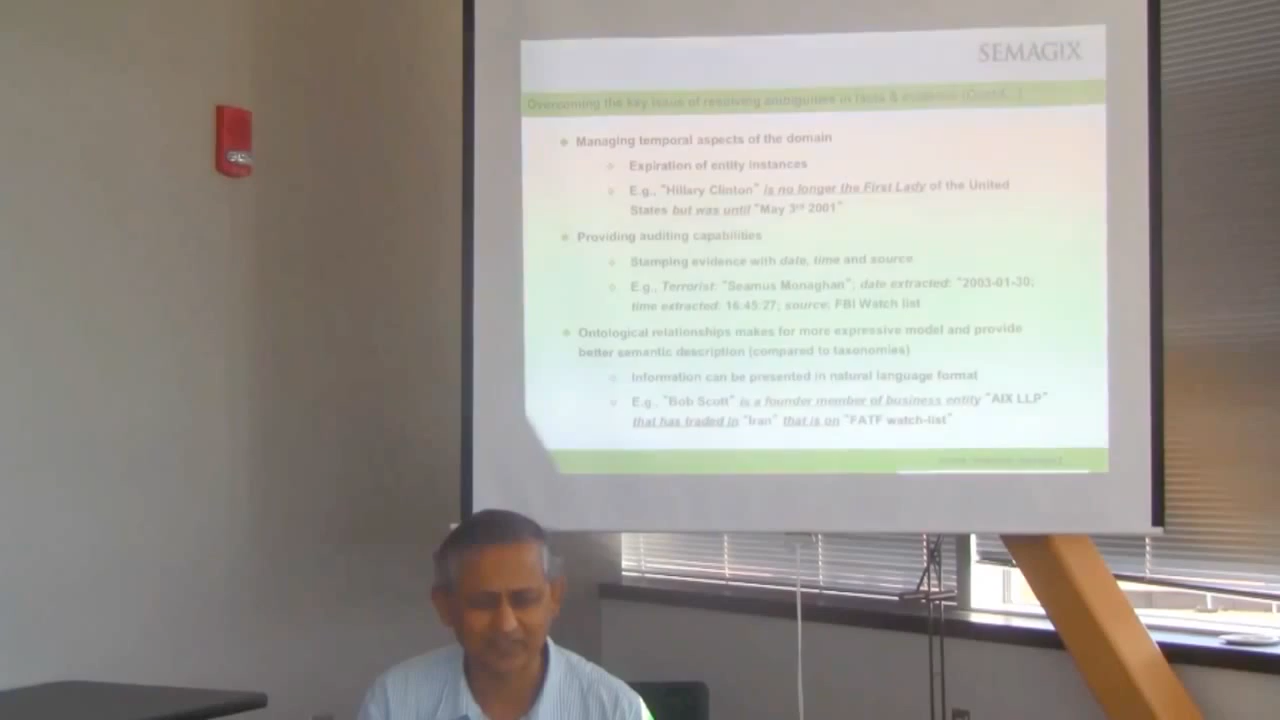 SEMAGIX
Overcoming the key issue of resolving ambiguities in facts & evidence (Contd...)
Managing temporal aspects of the domain
Expiration of entity instances
E.g., "Hillary Clinton" is no longer the First Lady of the United
States but was until "May 3rd 2001"
Providing auditing capabilities
Stamping evidence with date, time and source
E.g., Terrorist: "Seamus Monaghan"; date extracted: "2003-01-30;
time extracted: 16:45:27; source: FBI Watch list
Ontological relationships makes for more expressive model and provide
better semantic description (compared to taxonomies)
Information can be presented in natural language format
E.g., "Bob Scott" is a founder member of business entity "AIX LLP"
that has traded in "Iran" that is on "FATF watch-list"